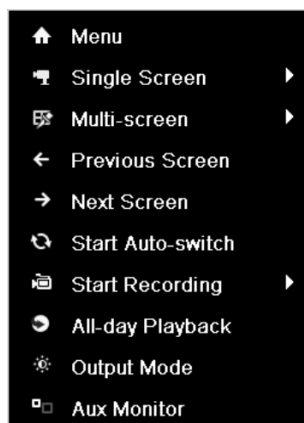 Menu
Single Screen
Multi-screen
Previous Screen
Next Screen
Start Auto-switch
Start Recording
All-day Playback
Output Mode
Aux Monitor